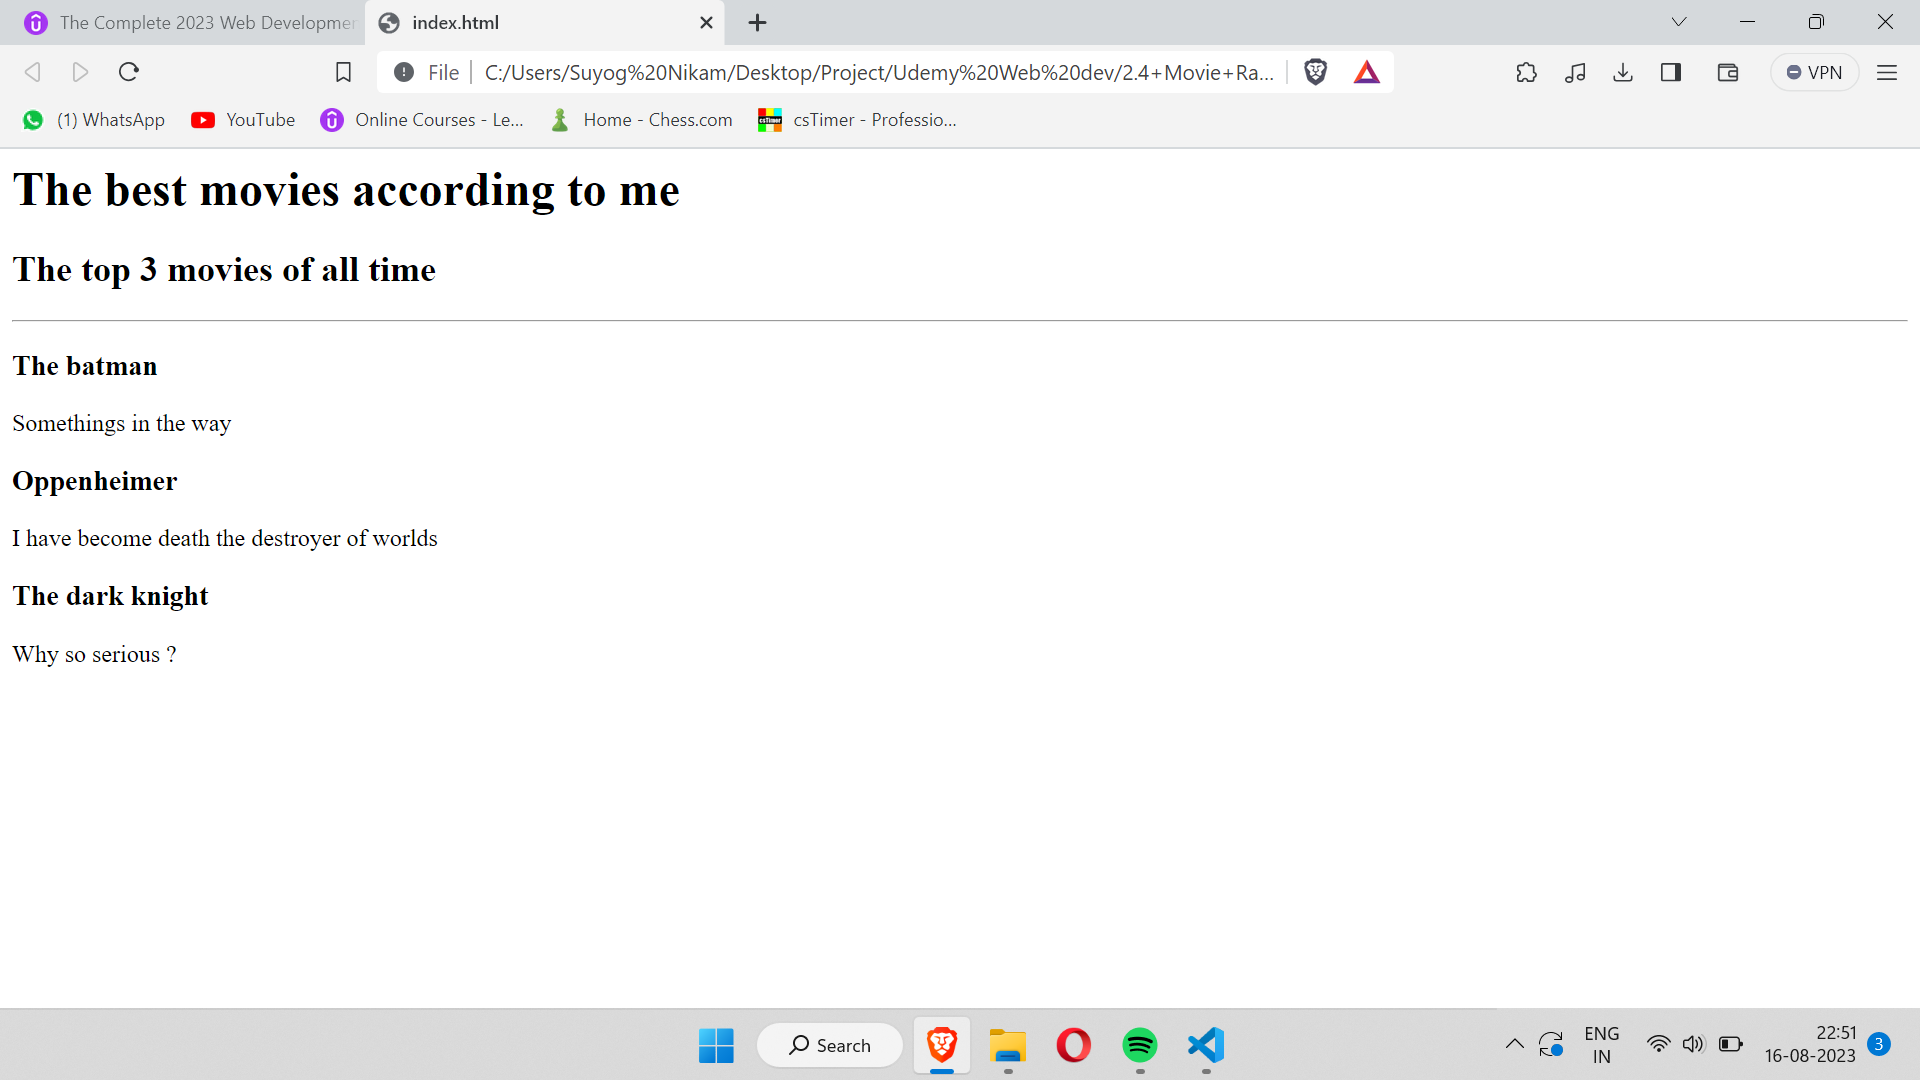 The Complete 2023 Web Developmen
index.html
File
C:/Users/Suyog%20Nikam/Desktop/Project/Udemy%20Web%20dev/2.4+Movie+Ra...
VPN
(1) WhatsApp
YouTube
Online Courses - Le...
Home - Chess.com
csTimer
csTimer - Professio...
The best movies according to me
The top 3 movies of all time
The batman
Somethings in the way
Oppenheimer
I have become death the destroyer of worlds
The dark knight
Why so serious ?
Search
ENG
IN
22:51
16-08-2023
3